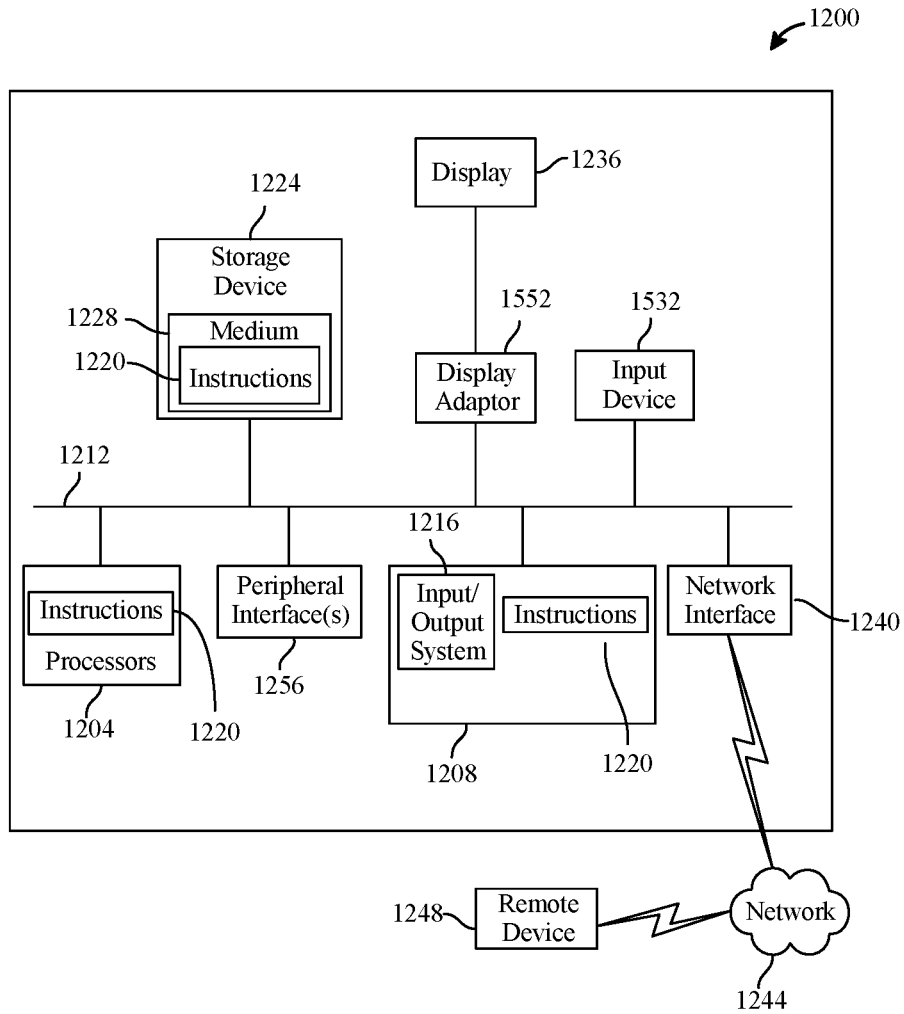 1200
Display
1236
1224
Storage
Device
1228
Medium
1220
Instructions
1552
Display
Adaptor
1532
Input
Device
1212
Instructions
Processors
1204
1220
Peripheral
Interface(s)
1256
1216
Input/
Output
System
Instructions
1208
1220
Network
Interface
1240
1248
Remote
Device
Network
1244